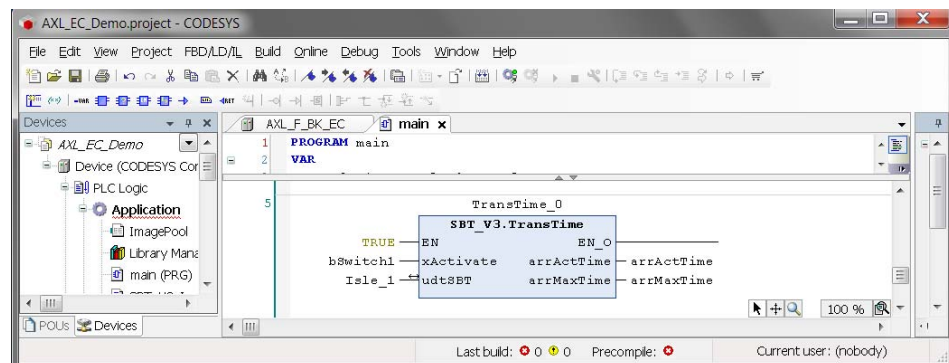 AXL_EC_Demo.project - CODESYS
File Edit View Project FBD/LD/IL Build Online Debug Tools Window Help
Devices
AXL_F_BK_EC main
AXL_EC_Demo
Device (CODESYS Cor
PLC Logic
Application
ImagePool
Library Mana
main (PRG)
1 PROGRAM main
2 VAR
5 TransTime_0
SBT_V3.TransTime
TRUE EN EN_O
bSwitch1 xActivate arrActTime arrActTime
Isle_1 udtSBT arrMaxTime arrMaxTime
100 %
POUs Devices
Last build: 0 0 Precompile: Current user: (nobody)